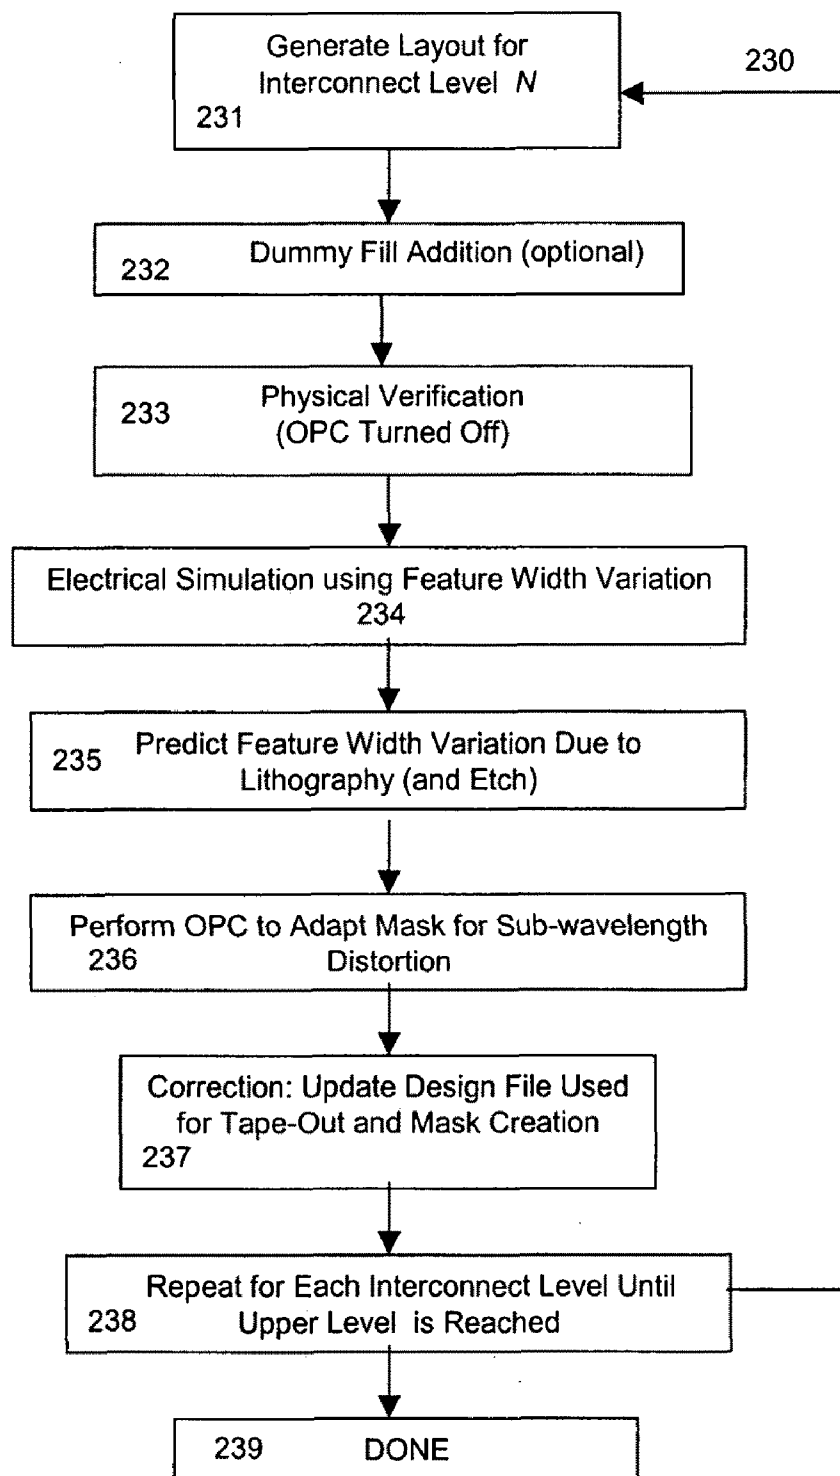 Generate Layout for
Interconnect Level N
231
230
Dummy Fill Addition (optional)
232
Physical Verification
233
(OPC Turned Off)
Electrical Simulation using Feature Width Variation
234
Predict Feature Width Variation Due to
235
Lithography (and Etch)
Perform OPC to Adapt Mask for Sub-wavelength
236
Distortion
Correction: Update Design File Used
for Tape-Out and Mask Creation
237
Repeat for Each Interconnect Level Until
238
Upper Level is Reached
239 DONE